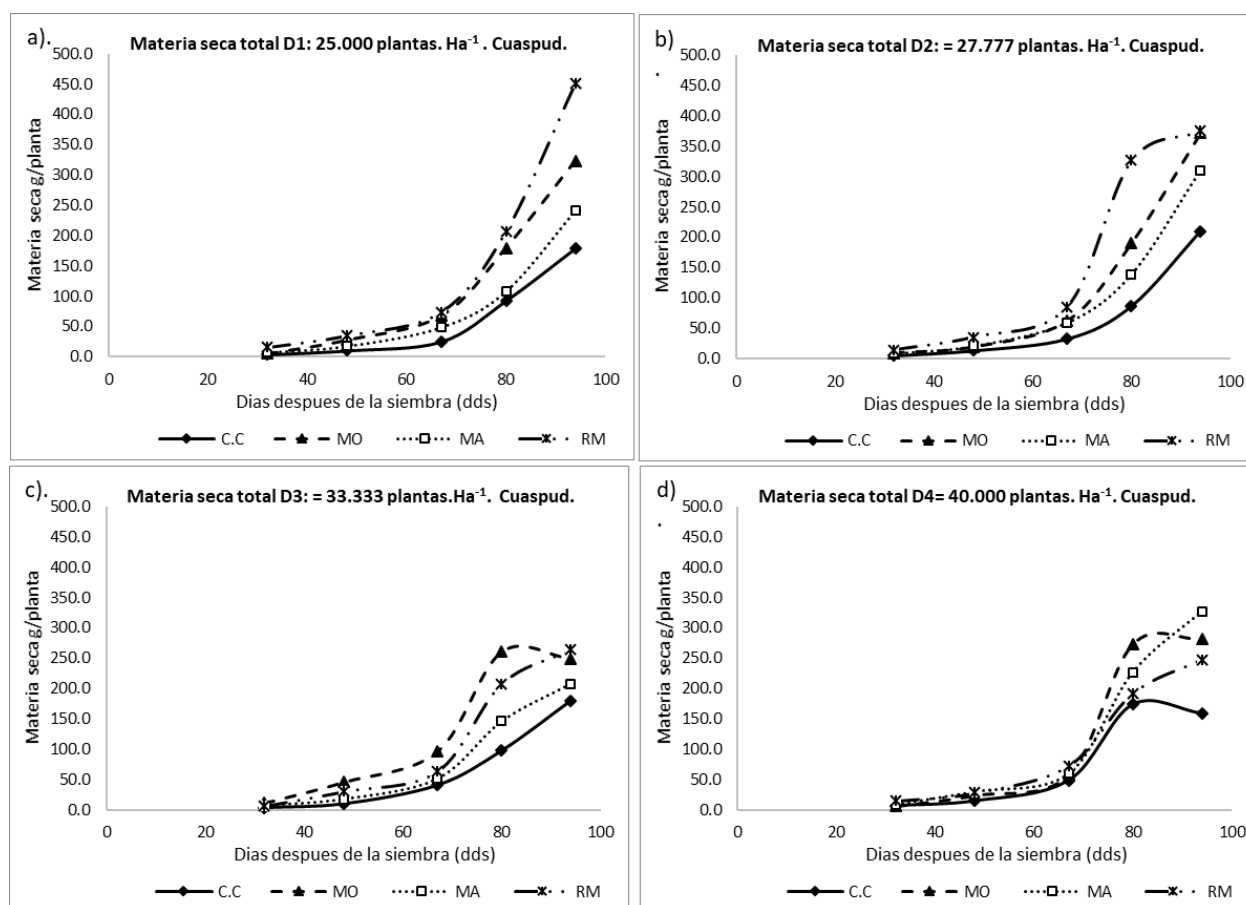 a).
Materia seca total D1: 25.000 plantas. Ha⁻¹ . Cuaspud.
Materia seca g/planta
500.0
450.0
400.0
350.0
300.0
250.0
200.0
150.0
100.0
50.0
0.0
0 20 40 60 80 100
Dias despues de la siembra (dds)
C.C MO MA RM
b).
Materia seca total D2: = 27.777 plantas. Ha⁻¹. Cuaspud.
.
Materia seca g/planta
500.0
450.0
400.0
350.0
300.0
250.0
200.0
150.0
100.0
50.0
0.0
0 20 40 60 80 100
Dias despues de la siembra (dds)
C.C MO MA RM
c).
Materia seca total D3: = 33.333 plantas.Ha⁻¹. Cuaspud.
Materia seca g/planta
500.0
450.0
400.0
350.0
300.0
250.0
200.0
150.0
100.0
50.0
0.0
0 20 40 60 80 100
Dias despues de la siembra (dds)
C.C MO MA RM
d)
Materia seca total D4= 40.000 plantas. Ha⁻¹. Cuaspud.
.
Materia seca g/planta
500.0
450.0
400.0
350.0
300.0
250.0
200.0
150.0
100.0
50.0
0.0
0 20 40 60 80 100
Dias despues de la siembra (dds)
C.C MO MA RM